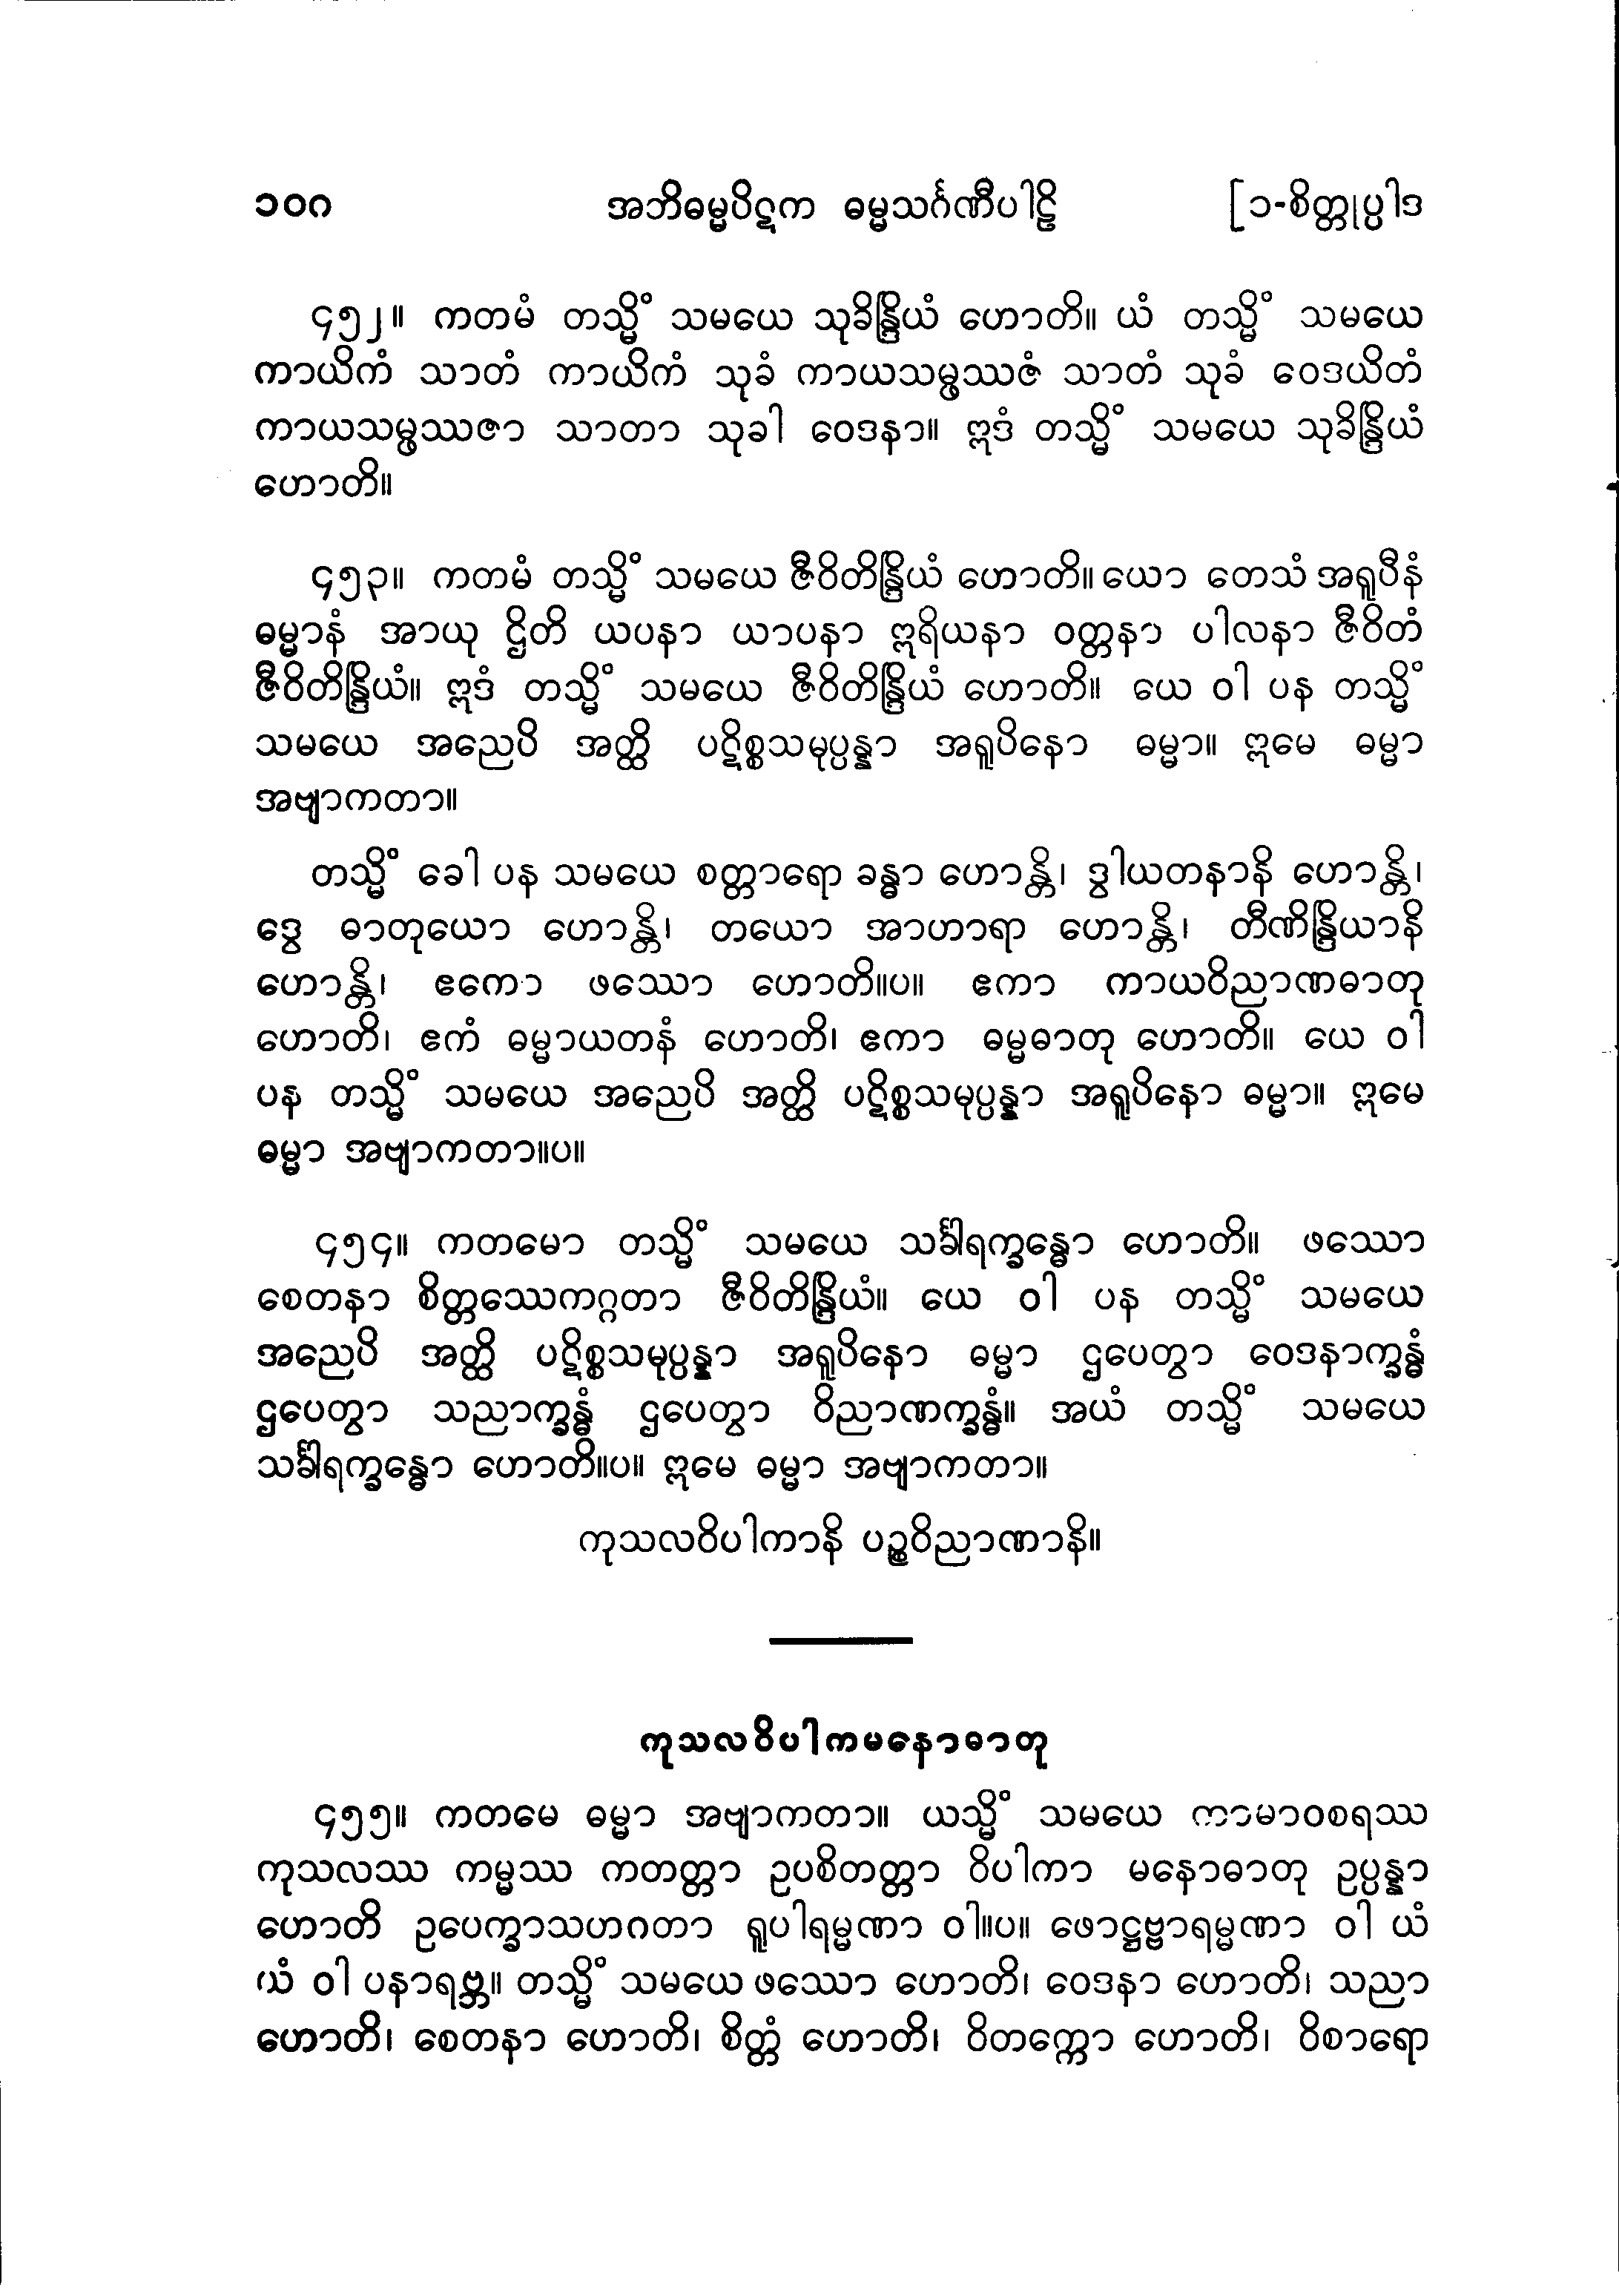 ၁၀ဂ အဘိဓမ္မပိဋက ဓမ္မသင်္ဂဏီပါဠိ [၁-စိတ္တုပ္ပါဒ
၄၅၂။ ကတမံ တသ္မိံ သမယေ သုခိန္ဒြိယံ ဟောတိ။ ယံ တသ္မိံ သမယေ
ကာယိကံ သာတံ ကာယိကံ သုခံ ကာယသမ္ဖဿဇံ သာတံ သုခံ ဝေဒယိတံ
ကာယသမ္ဖဿဇာ သာတာ သုခါ ဝေဒနာ။ ဣဒံ တသ္မိံ သမယေ သုခိန္ဒြိယံ
ဟောတိ။
၄၅၃။ ကတမံ တသ္မိံ သမယေ ဇီဝိတိန္ဒြိယံ ဟောတိ။ ယော တေသံ အရူပီနံ
ဓမ္မာနံ အာယု ဌိတိ ယပနာ ယာပနာ ဣရိယနာ ဝတ္တနာ ပါလနာ ဇီဝိတံ
ဇီဝိတိန္ဒြိယံ။ ဣဒံ တသ္မိံ သမယေ ဇီဝိတိန္ဒြိယံ ဟောတိ။ ယေ ဝါ ပန တသ္မိံ
သမယေ အညေပိ အတ္ထိ ပဋိစ္စသမုပ္ပန္နာ အရူပိနော ဓမ္မာ။ ဣမေ ဓမ္မာ
အဗျာကတာ။
တသ္မိံ ခေါ ပန သမယေ စတ္တာရော ခန္ဓာ ဟောန္တိ၊ ဒွါယတနာနိ ဟောန္တိ၊
ဒွေ ဓာတုယော ဟောန္တိ၊ တယော အာဟာရာ ဟောန္တိ၊ တီဏိန္ဒြိယာနိ
ဟောန္တိ၊ ဧကော ဖဿော ဟောတိ။ပ။ ဧကာ ကာယဝိညာဏဓာတု
ဟောတိ၊ ဧကံ ဓမ္မာယတနံ ဟောတိ၊ ဧကာ ဓမ္မဓာတု ဟောတိ။ ယေ ဝါ
ပန တသ္မိံ သမယေ အညေပိ အတ္ထိ ပဋိစ္စသမုပ္ပန္နာ အရူပိနော ဓမ္မာ။ ဣမေ
ဓမ္မာ အဗျာကတာ။ပ။
၄၅၄။ ကတမော တသ္မိံ သမယေ သင်္ခါရက္ခန္ဓော ဟောတိ။ ဖဿော
စေတနာ စိတ္တဿေကဂ္ဂတာ ဇီဝိတိန္ဒြိယံ။ ယေ ဝါ ပန တသ္မိံ သမယေ
အညေပိ အတ္ထိ ပဋိစ္စသမုပ္ပန္နာ အရူပိနော ဓမ္မာ ဌပေတွာ ဝေဒနာက္ခန္ဓံ
ဌပေတွာ သညာက္ခန္ဓံ ဌပေတွာ ဝိညာဏက္ခန္ဓံ။ အယံ တသ္မိံ သမယေ
သင်္ခါရက္ခန္ဓော ဟောတိ။ပ။ ဣမေ ဓမ္မာ အဗျာကတာ။
ကုသလဝိပါကာနိ ပဉ္စဝိညာဏာနိ။
ကုသလဝိပါကမနောဓာတု
၄၅၅။ ကတမေ ဓမ္မာ အဗျာကတာ။ ယသ္မိံ သမယေ ကာမာဝစရဿ
ကုသလဿ ကမ္မဿ ကတတ္တာ ဥပစိတတ္တာ ဝိပါကာ မနောဓာတု ဥပ္ပန္နာ
ဟောတိ ဥပေက္ခာသဟဂတာ ရူပါရမ္မဏာ ဝါ။ပ။ ဖောဋ္ဌဗ္ဗာရမ္မဏာ ဝါ ယံ
ယံ ဝါ ပနာရဗ္ဘ။ တသ္မိံ သမယေ ဖဿော ဟောတိ၊ ဝေဒနာ ဟောတိ၊ သညာ
ဟောတိ၊ စေတနာ ဟောတိ၊ စိတ္တံ ဟောတိ၊ ဝိတက္ကော ဟောတိ၊ ဝိစာရော